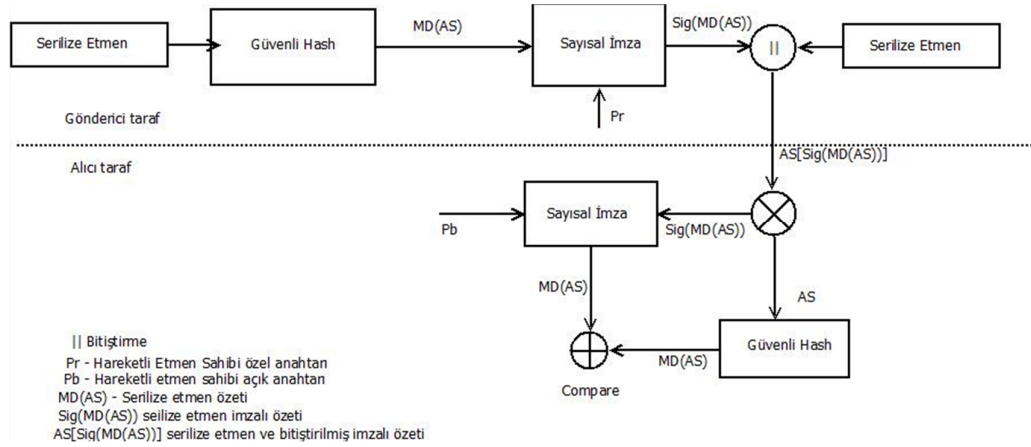 Serilize Etmen
Güvenli Hash
MD(AS)
Sayısal İmza
Sig(MD(AS))
||
Serilize Etmen
Pr
Gönderici taraf
Alıcı taraf
AS[Sig(MD(AS))]
Pb
Sayısal İmza
Sig(MD(AS))
MD(AS)
AS
Güvenli Hash
MD(AS)
Compare
|| Bitiştirme
Pr - Hareketli Etmen Sahibi özel anahtarı
Pb - Hareketli etmen sahibi açık anahtarı
MD(AS) - Serilize etmen özeti
Sig(MD(AS)) seilize etmen imzalı özeti
AS[Sig(MD(AS))] serilize etmen ve bitiştirilmiş imzalı özeti